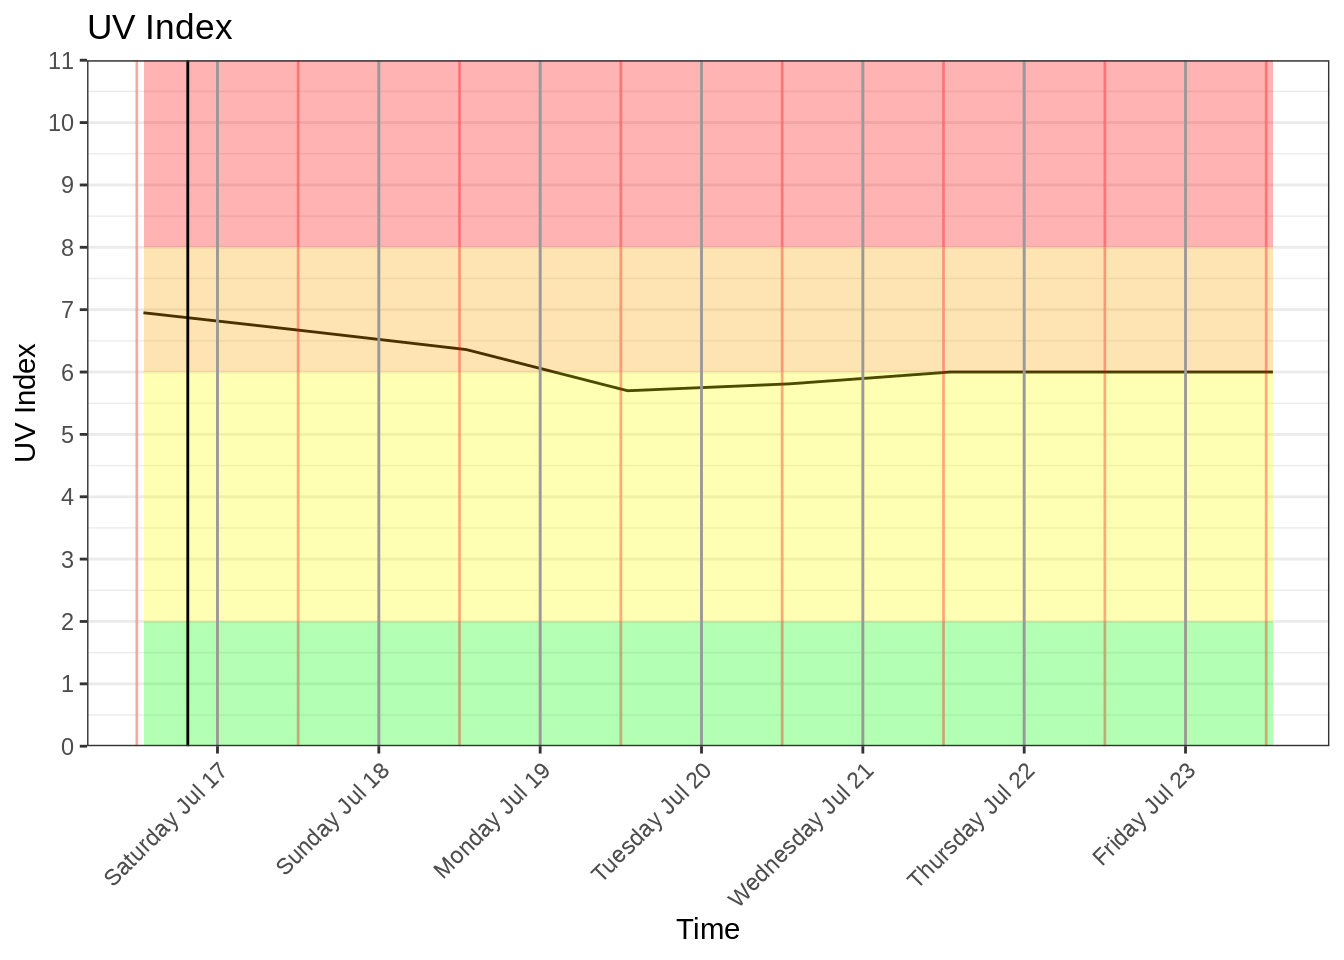 UV Index
11
10
9
8
7
6
5
4
3
2
1
0
UV Index
Saturday Jul 17
Sunday Jul 18
Monday Jul 19
Tuesday Jul 20
Wednesday Jul 21
Thursday Jul 22
Friday Jul 23
Time